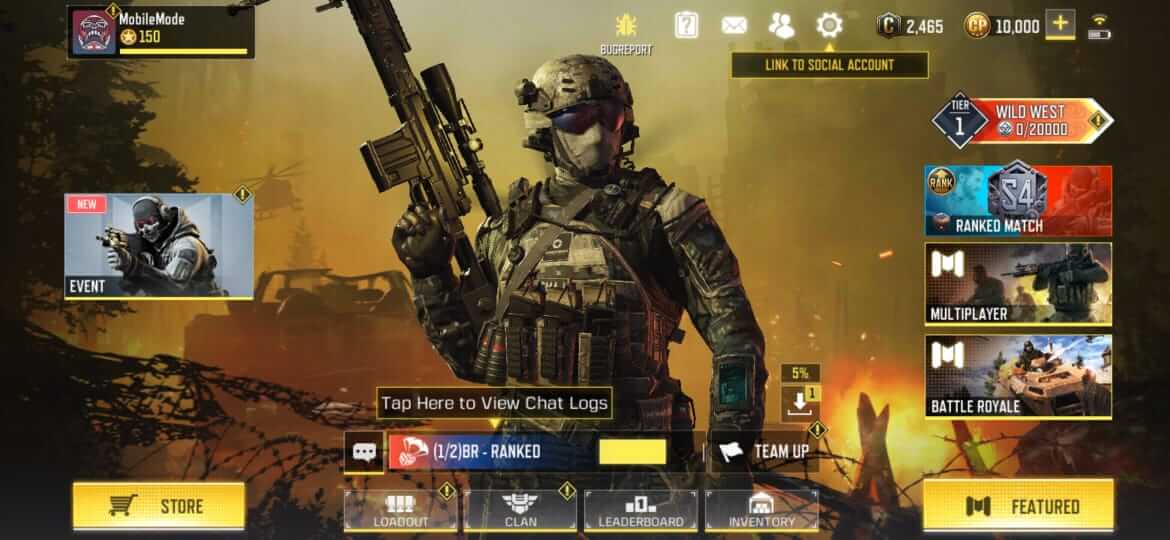 MobileMode
150
BUGREPORT
C 2,465
CP 10,000
LINK TO SOCIAL ACCOUNT
TIER
1
WILD WEST
0/20000
RANK
S4
RANKED MATCH
NEW
EVENT
MULTIPLAYER
BATTLE ROYALE
5%
1
Tap Here to View Chat Logs
(1/2)BR - RANKED
TEAM UP
STORE
LOADOUT
CLAN
LEADERBOARD
INVENTORY
FEATURED